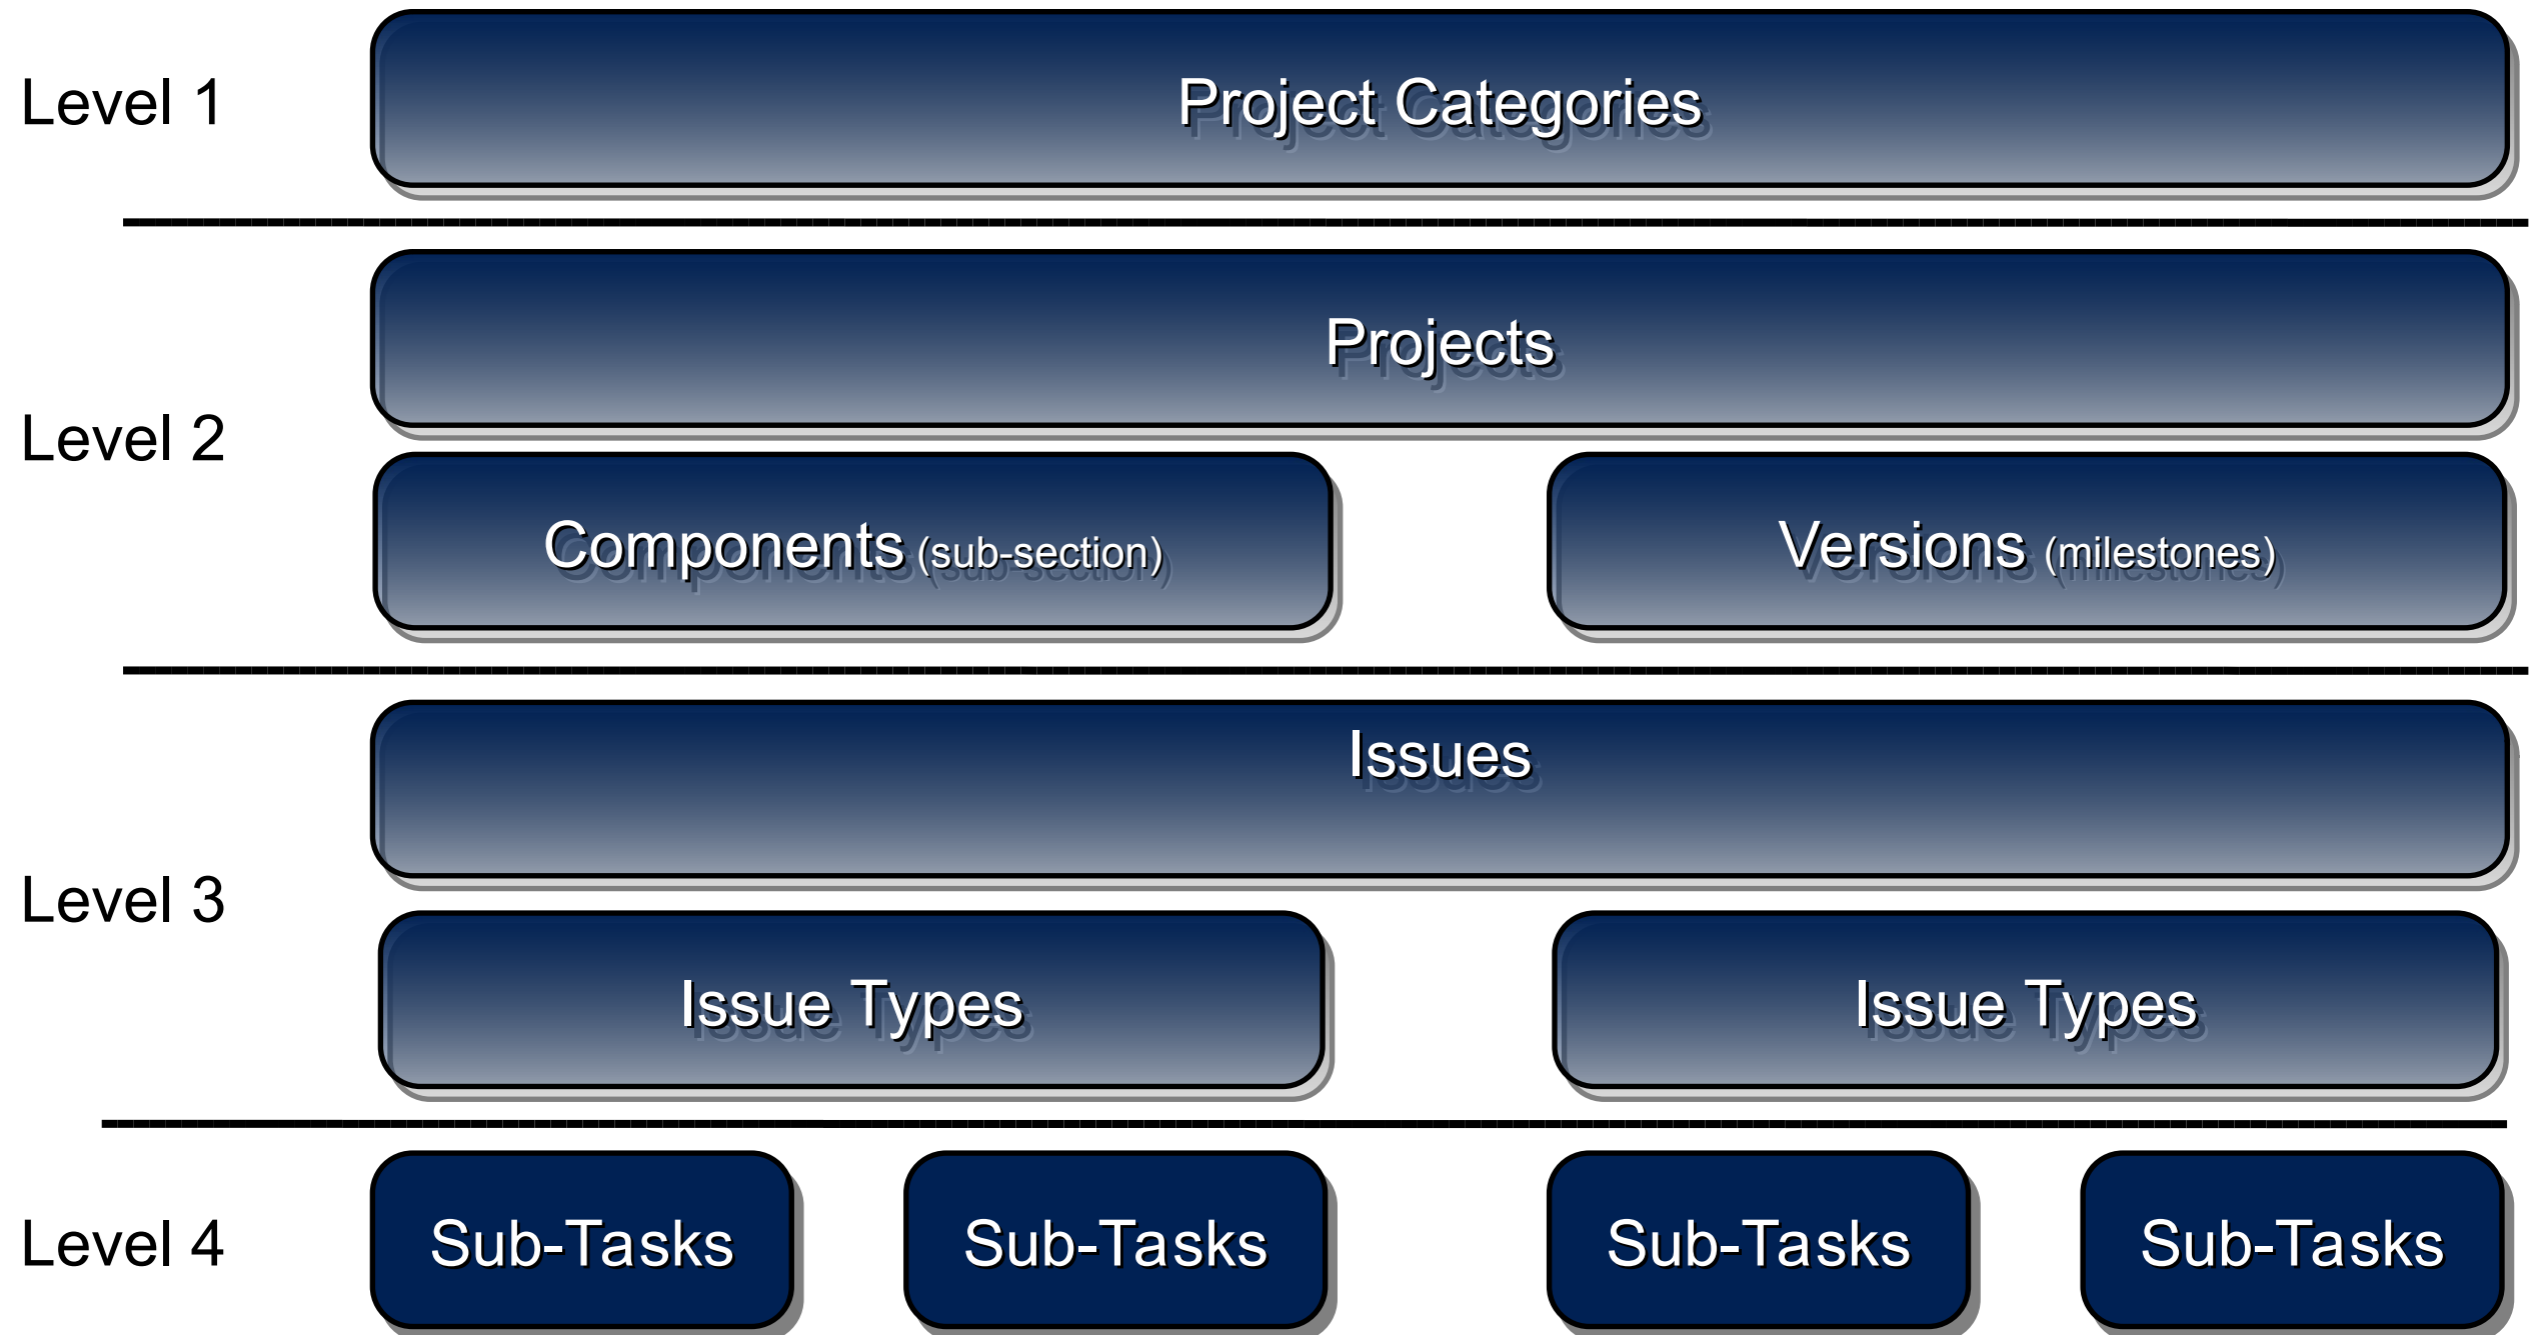 Level 1
Project Categories
Level 2
Projects
Components (sub-section)
Versions (milestones)
Level 3
Issues
Issue Types
Issue Types
Level 4
Sub-Tasks
Sub-Tasks
Sub-Tasks
Sub-Tasks